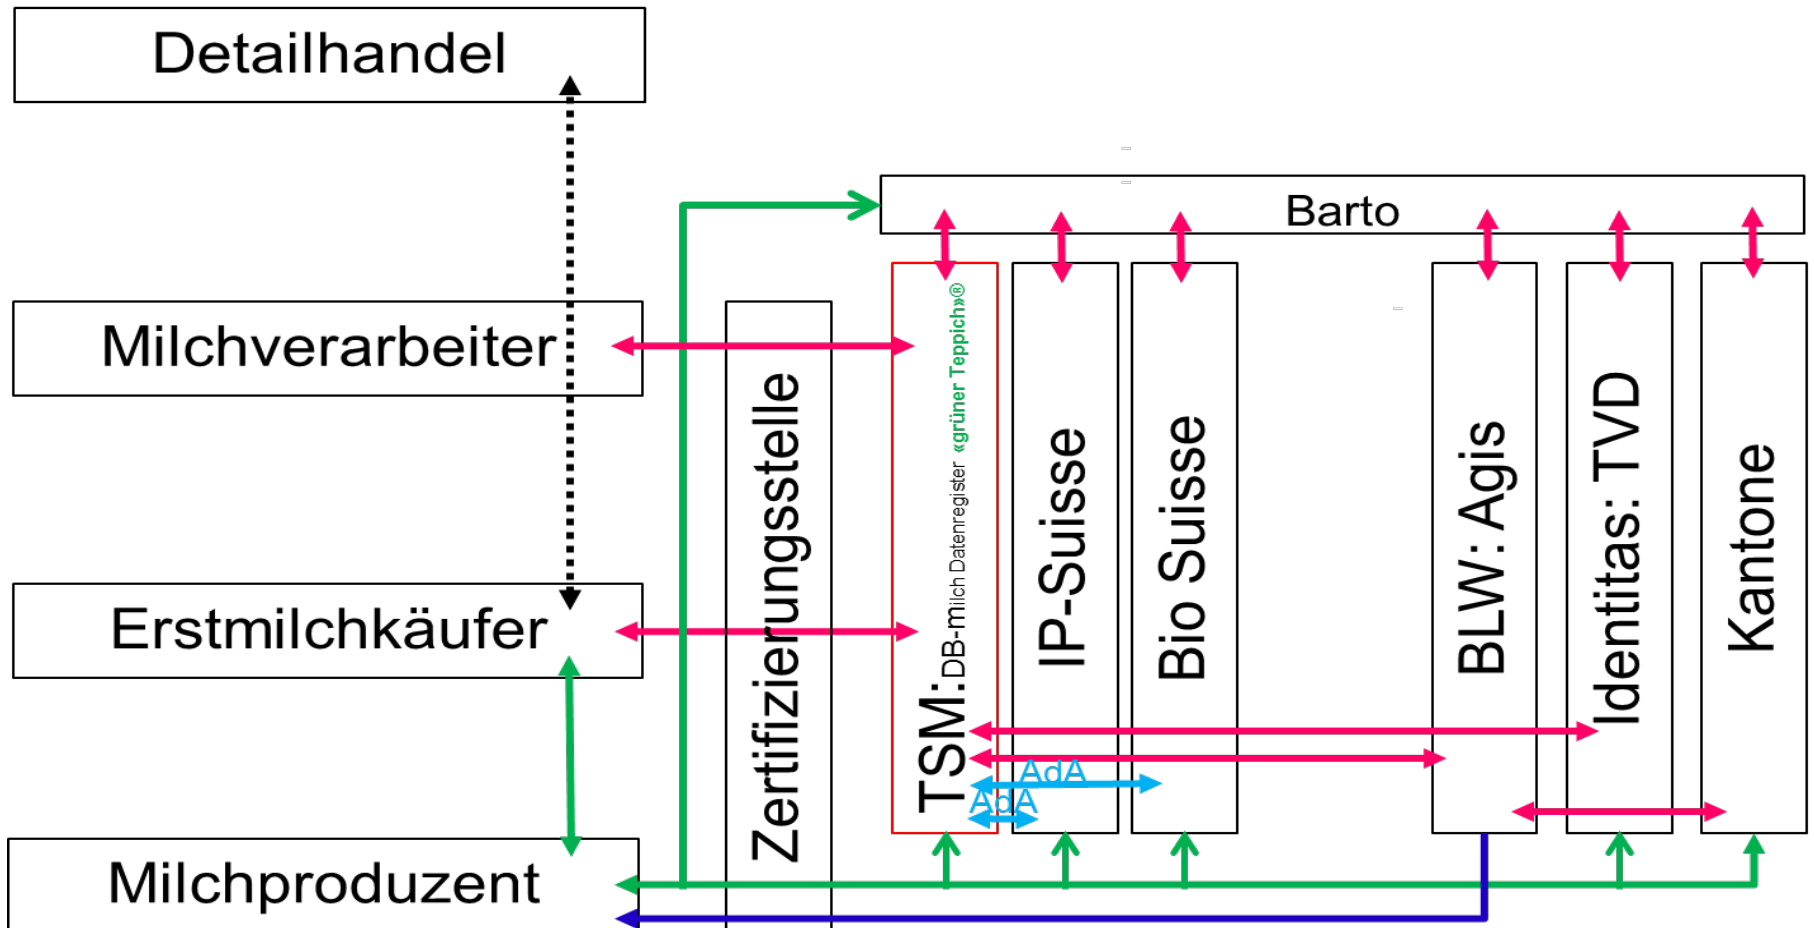 Detailhandel
Barto
Milchverarbeiter
Erstmilchkäufer
Milchproduzent
Zertifizierungsstelle
TSM:DB-milch Datenregister «grüner Teppich»®
IP-Suisse
Bio Suisse
BLW: Agis
Identitas: TVD
Kantone
AdA
AdA